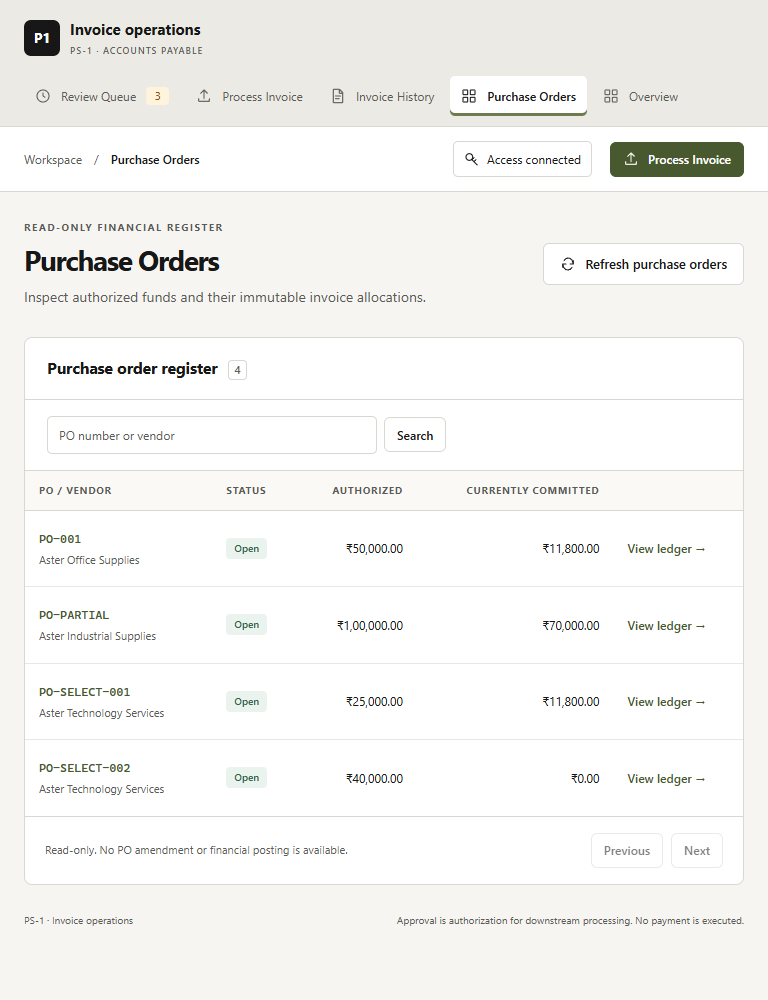 P1
Invoice operations
PS-1 · ACCOUNTS PAYABLE
Review Queue 3 Process Invoice Invoice History Purchase Orders Overview
Workspace / Purchase Orders Access connected Process Invoice
READ-ONLY FINANCIAL REGISTER
Purchase Orders
Refresh purchase orders
Inspect authorized funds and their immutable invoice allocations.
Purchase order register 4
PO number or vendor Search
PO / VENDOR STATUS AUTHORIZED CURRENTLY COMMITTED
PO-001
Aster Office Supplies
Open ₹50,000.00 ₹11,800.00 View ledger →
PO-PARTIAL
Aster Industrial Supplies
Open ₹1,00,000.00 ₹70,000.00 View ledger →
PO-SELECT-001
Aster Technology Services
Open ₹25,000.00 ₹11,800.00 View ledger →
PO-SELECT-002
Aster Technology Services
Open ₹40,000.00 ₹0.00 View ledger →
Read-only. No PO amendment or financial posting is available. Previous Next
PS-1 · Invoice operations Approval is authorization for downstream processing. No payment is executed.